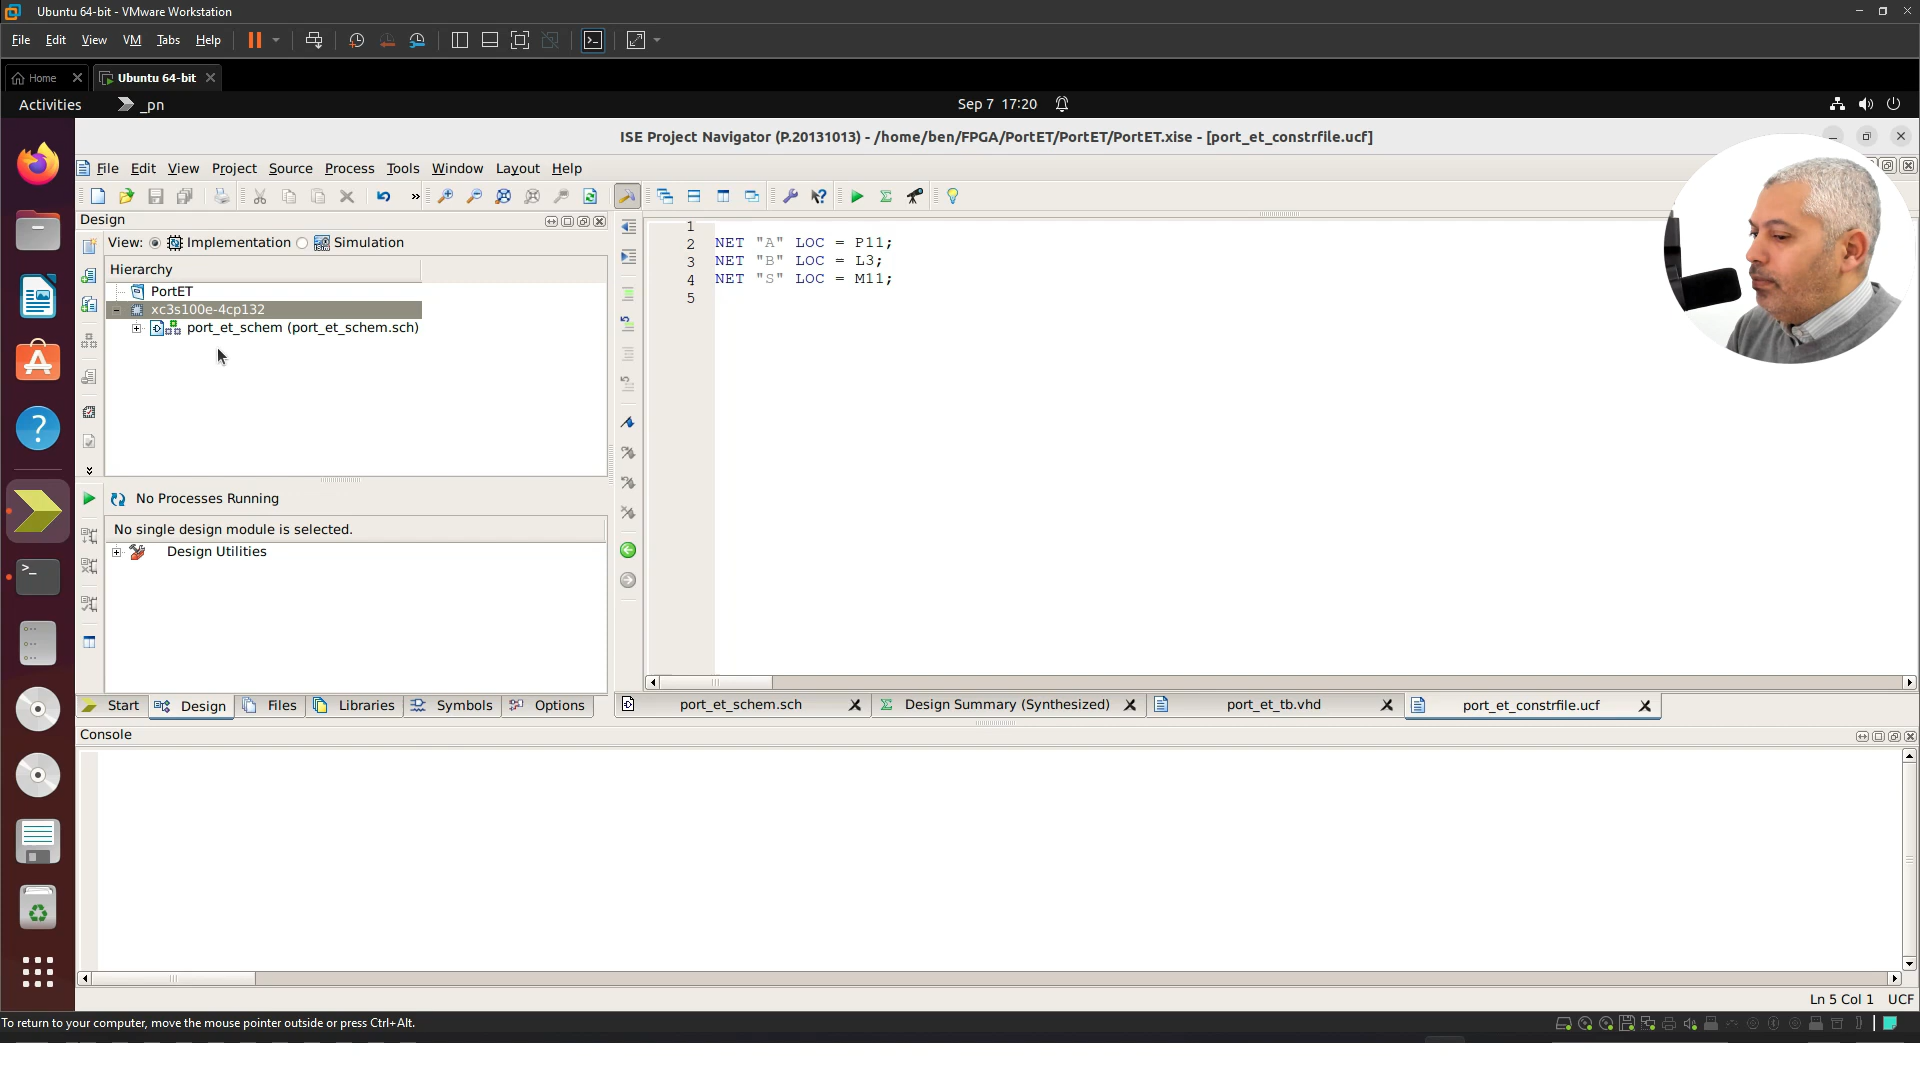 Ubuntu 64-bit - VMware Workstation
File Edit View VM Tabs Help
Home Ubuntu 64-bit
Activities _pn Sep 7 17:20
ISE Project Navigator (P.20131013) - /home/ben/FPGA/PortET/PortET/PortET.xise - [port_et_constrfile.ucf]
File Edit View Project Source Process Tools Window Layout Help
Design
View: Implementation Simulation
Hierarchy
PortET
xc3s100e-4cp132
port_et_schem (port_et_schem.sch)
1
2 NET "A" LOC = P11;
3 NET "B" LOC = L3;
4 NET "S" LOC = M11;
5
No Processes Running
No single design module is selected.
Design Utilities
Start Design Files Libraries Symbols Options
port_et_schem.sch Design Summary (Synthesized) port_et_tb.vhd port_et_constrfile.ucf
Console
Ln 5 Col 1 UCF
To return to your computer, move the mouse pointer outside or press Ctrl+Alt.